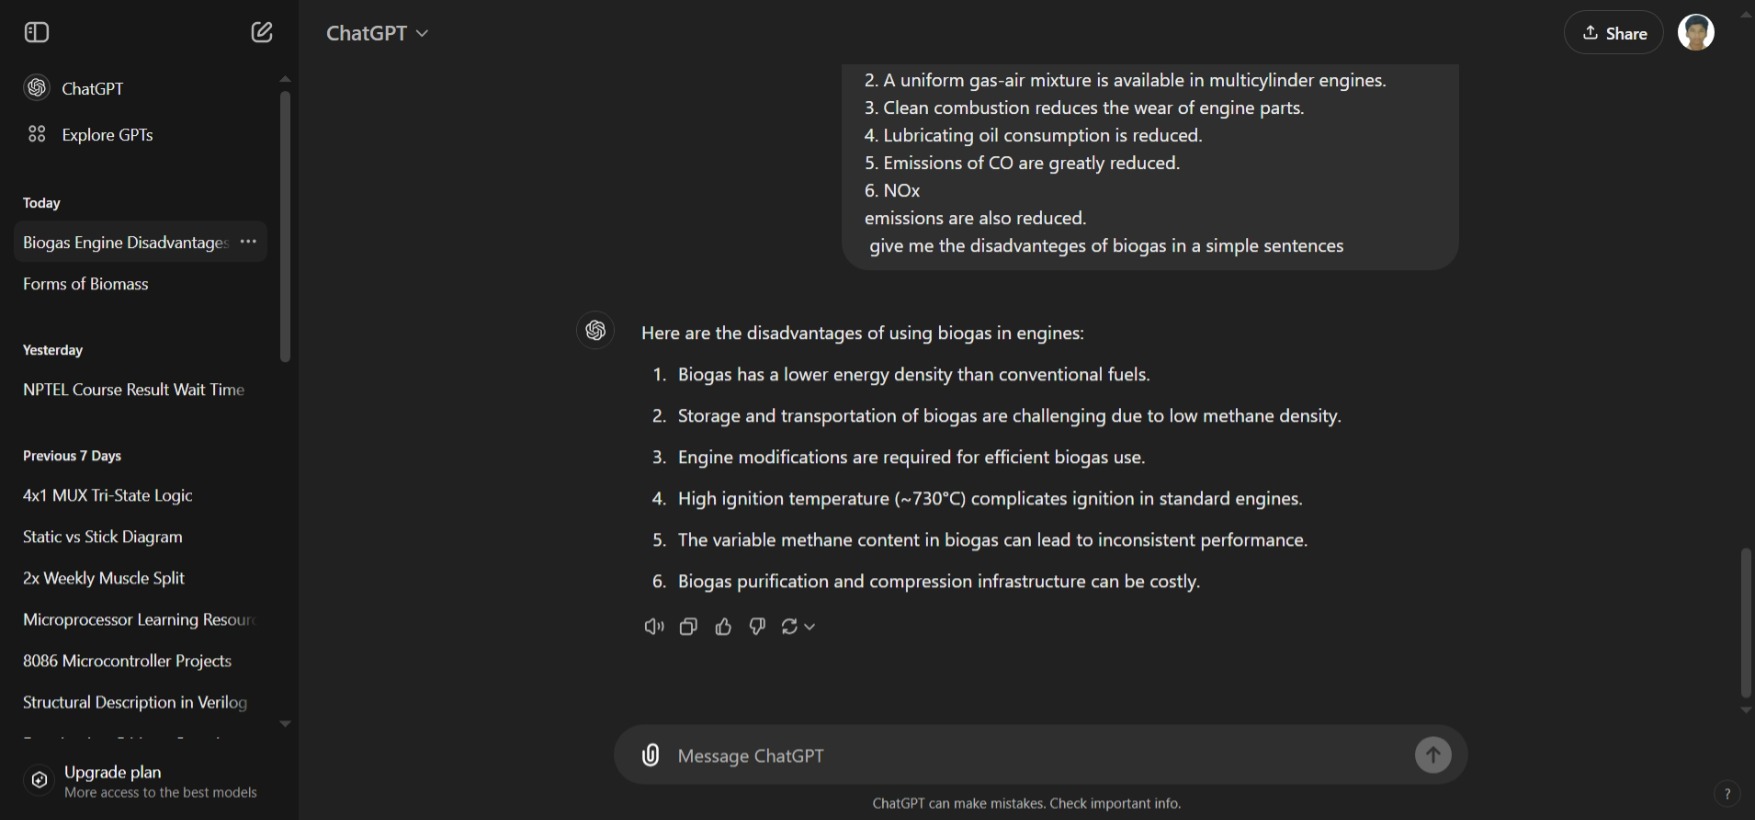 ChatGPT
Explore GPTs
Today
Biogas Engine Disadvantages
Forms of Biomass
Yesterday
NPTEL Course Result Wait Time
Previous 7 Days
4x1 MUX Tri-State Logic
Static vs Stick Diagram
2x Weekly Muscle Split
Microprocessor Learning Resour
8086 Microcontroller Projects
Structural Description in Verilog
Upgrade plan
More access to the best models
ChatGPT
Share
2. A uniform gas-air mixture is available in multicylinder engines.
3. Clean combustion reduces the wear of engine parts.
4. Lubricating oil consumption is reduced.
5. Emissions of CO are greatly reduced.
6. NOx
emissions are also reduced.
give me the disadvanteges of biogas in a simple sentences
Here are the disadvantages of using biogas in engines:
1. Biogas has a lower energy density than conventional fuels.
2. Storage and transportation of biogas are challenging due to low methane density.
3. Engine modifications are required for efficient biogas use.
4. High ignition temperature (~730°C) complicates ignition in standard engines.
5. The variable methane content in biogas can lead to inconsistent performance.
6. Biogas purification and compression infrastructure can be costly.
Message ChatGPT
ChatGPT can make mistakes. Check important info.
?